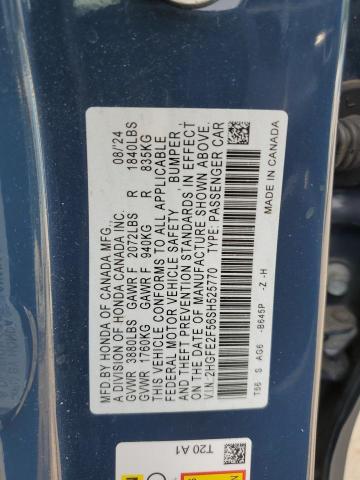 MFD. BY HONDA OF CANADA MFG., 08/'24
A DIVISION OF HONDA CANADA INC.
GVWR 3880LBS GAWR F 2072LBS R 1840LBS
GVWR 1760KG GAWR F 940KG R 835KG
THIS VEHICLE CONFORMS TO ALL APPLICABLE
FEDERAL MOTOR VEHICLE SAFETY, BUMPER,
AND THEFT PREVENTION STANDARDS IN EFFECT
ON THE DATE OF MANUFACTURE SHOWN ABOVE.
V.I.N: 2HGFE2F56SH525770 TYPE: PASSENGER CAR
T56 S AG6 -B645P -Z -H MADE IN CANADA
T20 A1